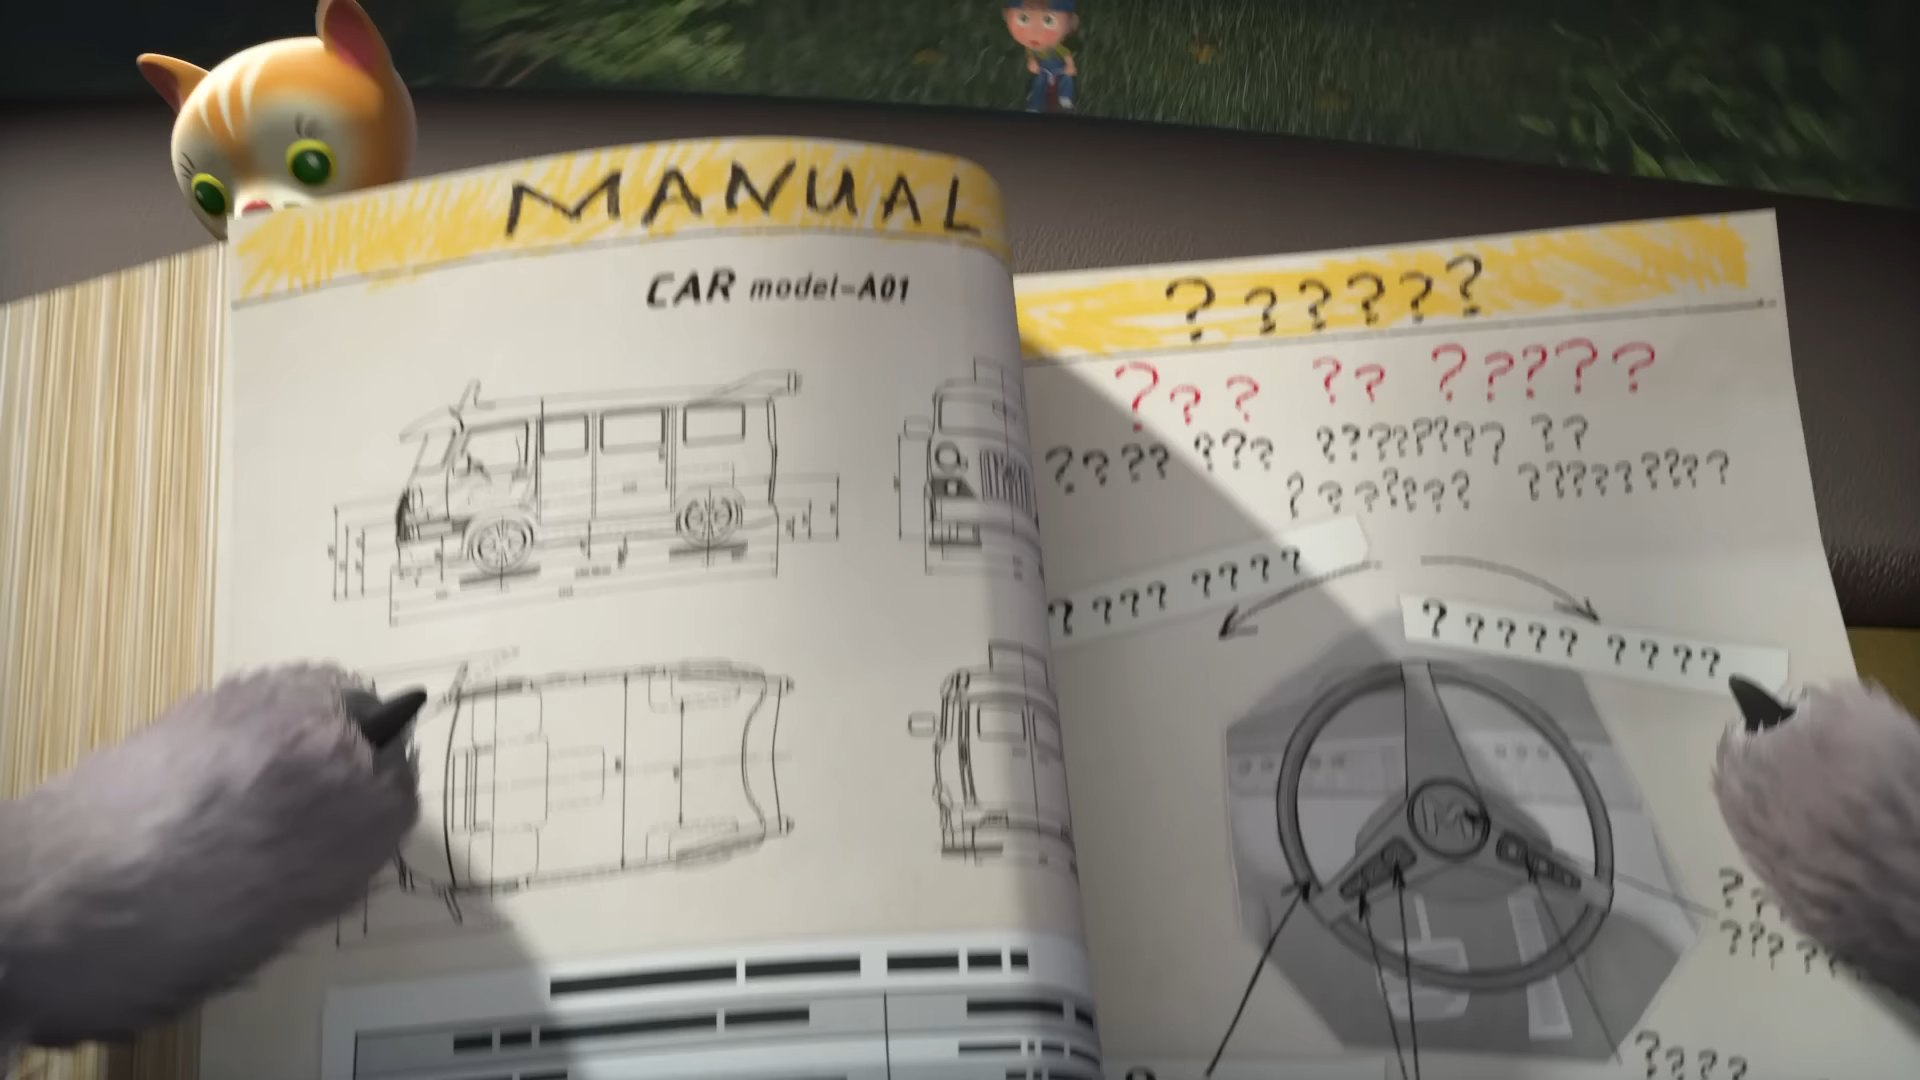 MANUAL
CAR model-A01
? ? ? ? ? ?
? ? ? ? ? ? ? ? ? ?
? ? ? ? ? ? ? ? ? ? ? ? ? ? ? ? ?
? ? ? ? ? ? ? ? ? ? ? ? ? ? ? ?
? ? ? ? ? ? ? ?
? ? ? ? ? ? ? ? ?
M
? ? ? ?